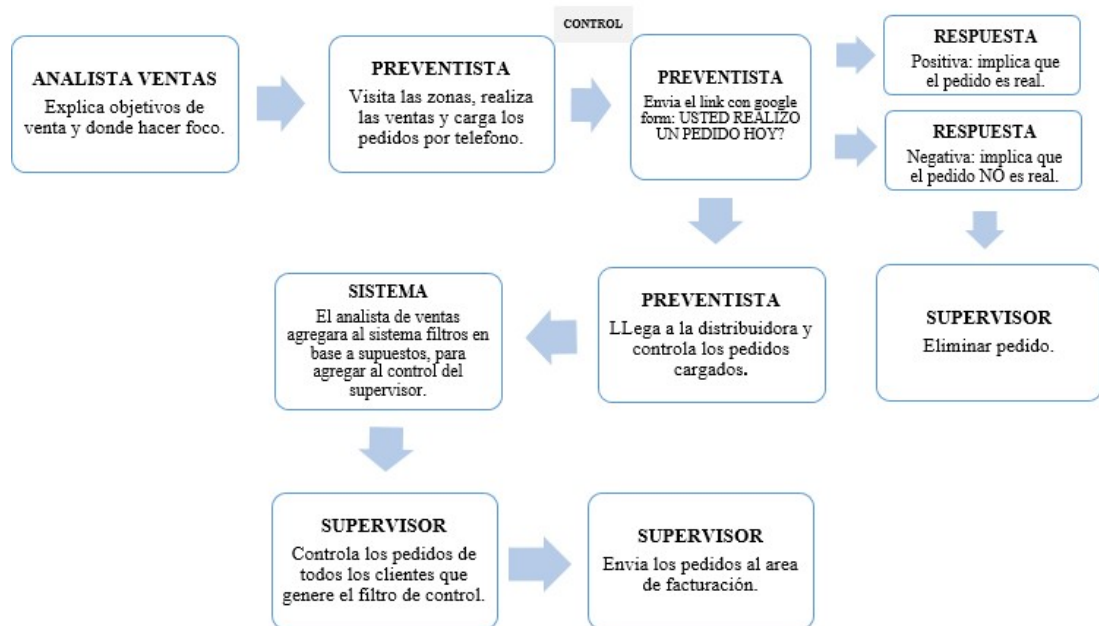 CONTROL
ANALISTA VENTAS
Explica objetivos de
venta y donde hacer foco.
PREVENTISTA
Visita las zonas, realiza
las ventas y carga los
pedidos por telefono.
PREVENTISTA
Envia el link con google
form: USTED REALIZO
UN PEDIDO HOY?
RESPUESTA
Positiva: implica que
el pedido es real.
RESPUESTA
Negativa: implica que
el pedido NO es real.
SISTEMA
El analista de ventas
agregara al sistema filtros en
base a supuestos, para
agregar al control del
supervisor.
PREVENTISTA
LLega a la distribuidora y
controla los pedidos
cargados.
SUPERVISOR
Eliminar pedido.
SUPERVISOR
Controla los pedidos de
todos los clientes que
genere el filtro de control.
SUPERVISOR
Envia los pedidos al area
de facturación.